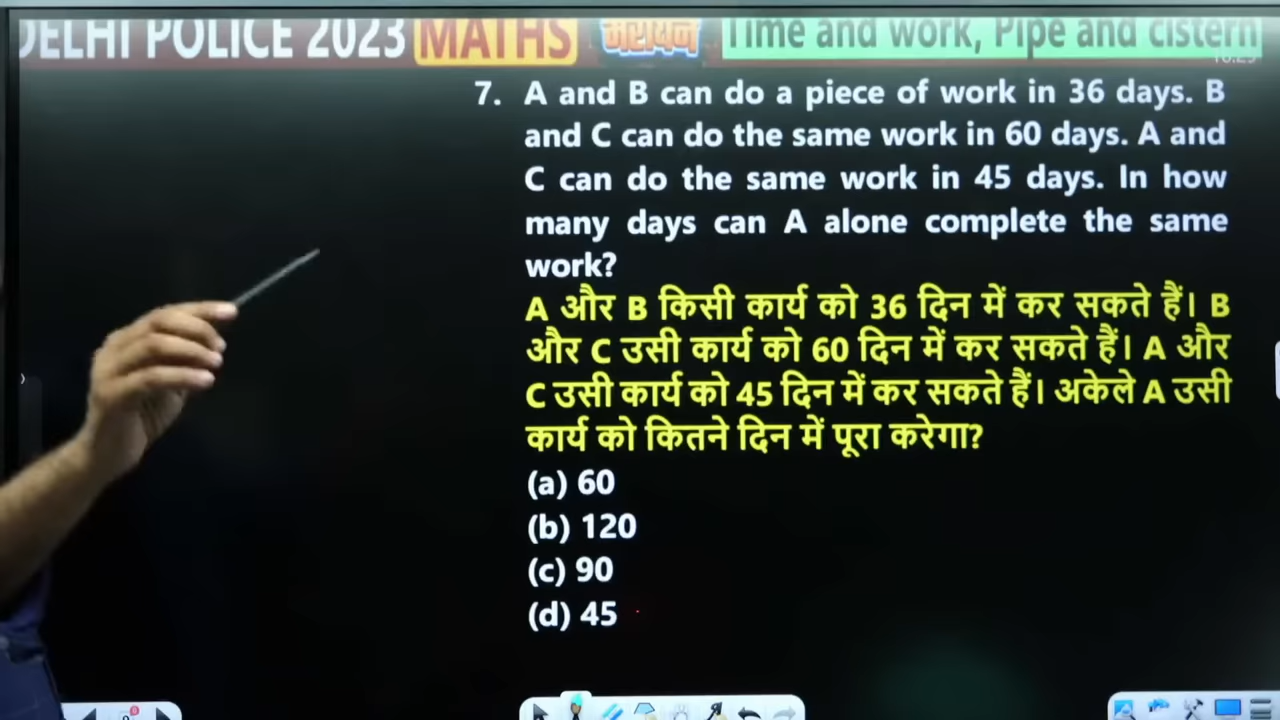 DELHI POLICE 2023 MATHS Time and work, Pipe and cistern
7. A and B can do a piece of work in 36 days. B
and C can do the same work in 60 days. A and
C can do the same work in 45 days. In how
many days can A alone complete the same
work?
A और B किसी कार्य को 36 दिन में कर सकते हैं। B
और C उसी कार्य को 60 दिन में कर सकते हैं। A और
C उसी कार्य को 45 दिन में कर सकते हैं। अकेले A उसी
कार्य को कितने दिन में पूरा करेगा?
(a) 60
(b) 120
(c) 90
(d) 45